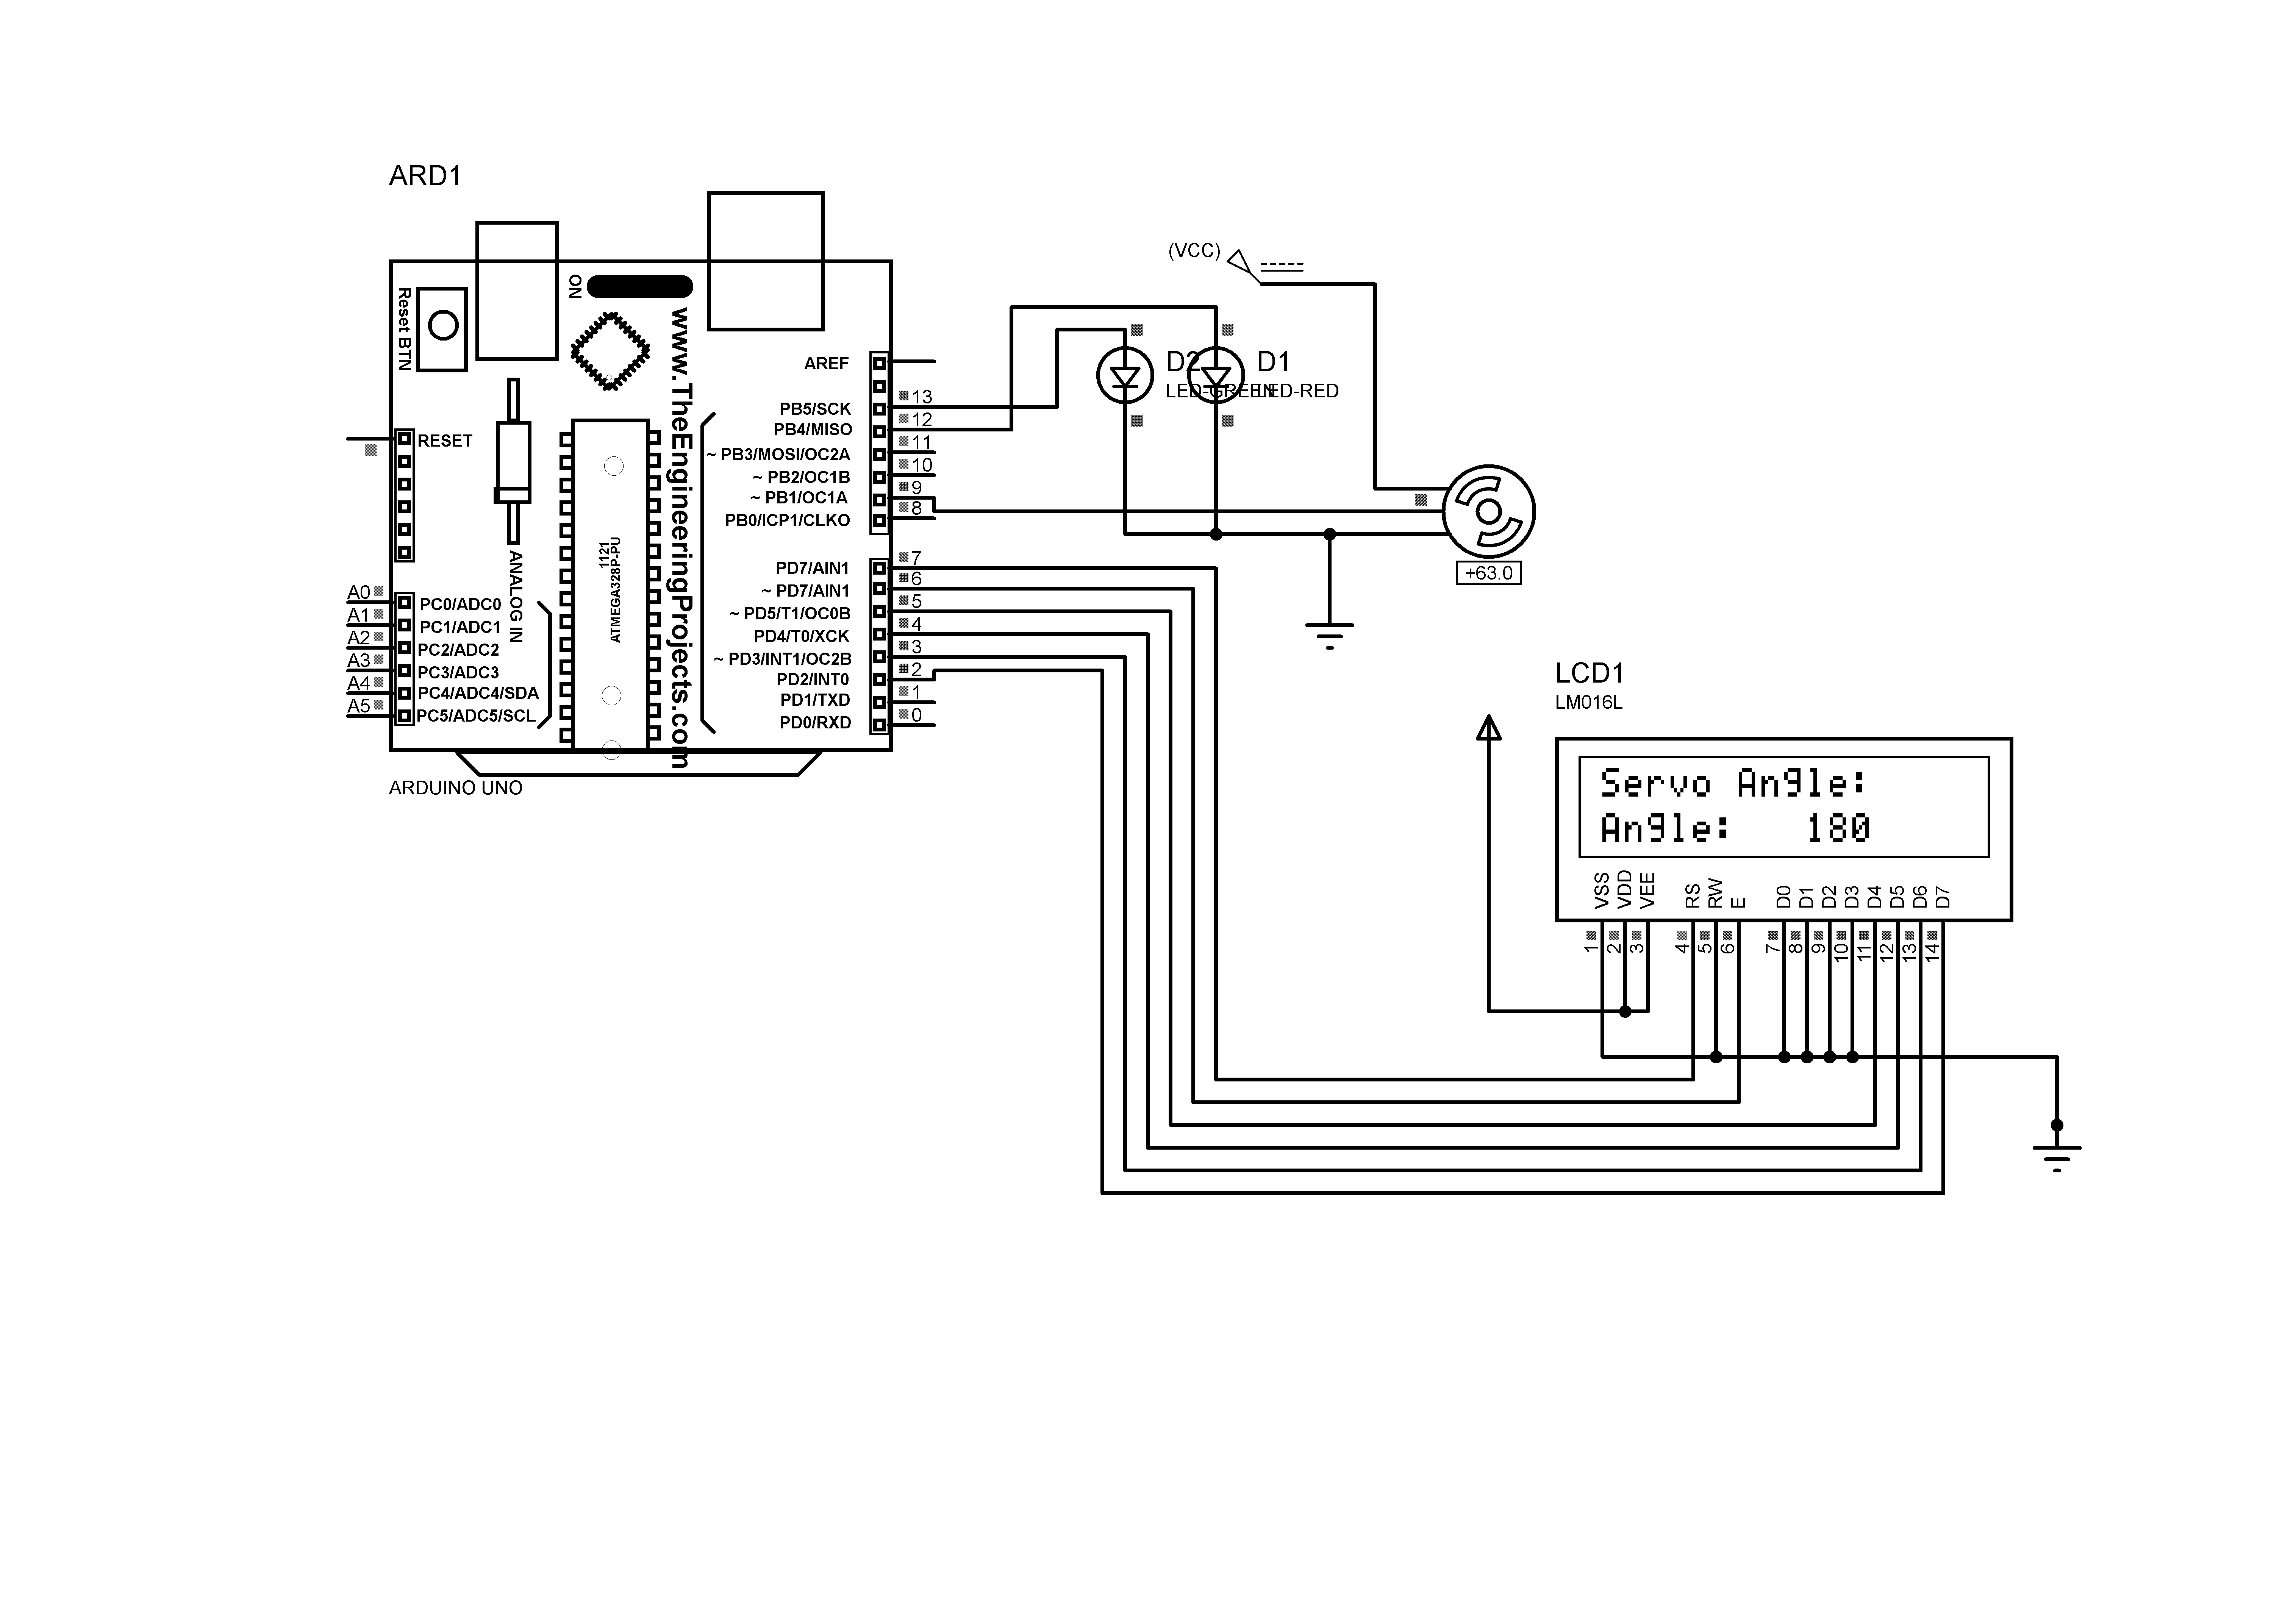 ARD1
(VCC)
ON
Reset BTN
www.TheEngineeringProjects.com
AREF
D2
D1
LED-GREEN
LED-RED
PB5/SCK
13
PB4/MISO
12
~ PB3/MOSI/OC2A
11
~ PB2/OC1B
10
~ PB1/OC1A
9
PB0/ICP1/CLKO
8
RESET
+63.0
1121
ATMEGA328P-PU
ANALOG IN
PD7/AIN1
7
~ PD7/AIN1
6
~ PD5/T1/OC0B
5
PD4/T0/XCK
4
~ PD3/INT1/OC2B
3
PD2/INT0
2
PD1/TXD
1
PD0/RXD
0
A0
PC0/ADC0
A1
PC1/ADC1
A2
PC2/ADC2
A3
PC3/ADC3
A4
PC4/ADC4/SDA
A5
PC5/ADC5/SCL
ARDUINO UNO
LCD1
LM016L
Servo Angle:
Angle: 180
VSS
VDD
VEE
RS
RW
E
D0
D1
D2
D3
D4
D5
D6
D7
1
2
3
4
5
6
7
8
9
10
11
12
13
14